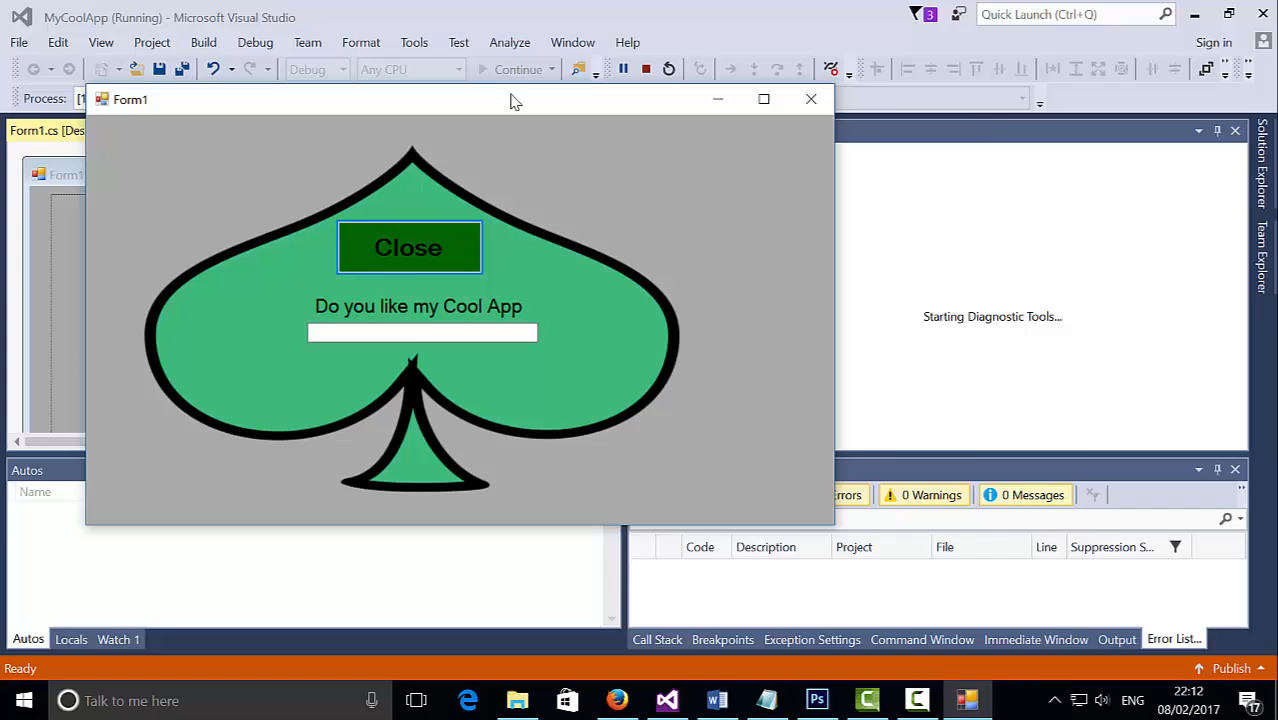 MyCoolApp (Running) - Microsoft Visual Studio
3
Quick Launch (Ctrl+Q)
File Edit View Project Build Debug Team Format Tools Test Analyze Window Help
Sign in
Debug Any CPU Continue
Process: [1
Form1
Form1.cs [Des
Form1
Close
Do you like my Cool App
Starting Diagnostic Tools...
Solution Explorer
Team Explorer
Autos
Name
Errors 0 Warnings 0 Messages
Code Description Project File Line Suppression S...
Autos Locals Watch 1
Call Stack Breakpoints Exception Settings Command Window Immediate Window Output Error List...
Ready
Publish
Talk to me here
Ps
ENG
22:12
08/02/2017
17